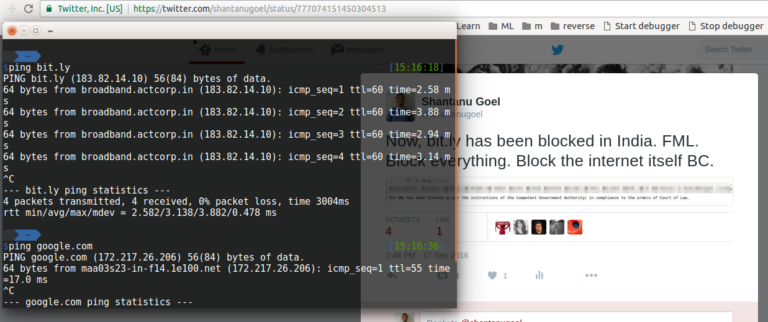 Twitter, Inc. [US] https://twitter.com/shantanugoel/status/777074151450304513
Learn ML m reverse Start debugger Stop debugger
Home Notifications Messages Search Twitter
$ping bit.ly [15:16:18]
PING bit.ly (183.82.14.10) 56(84) bytes of data.
64 bytes from broadband.actcorp.in (183.82.14.10): icmp_seq=1 ttl=60 time=2.58 m
s
64 bytes from broadband.actcorp.in (183.82.14.10): icmp_seq=2 ttl=60 time=3.88 m
s
64 bytes from broadband.actcorp.in (183.82.14.10): icmp_seq=3 ttl=60 time=2.94 m
s
64 bytes from broadband.actcorp.in (183.82.14.10): icmp_seq=4 ttl=60 time=3.14 m
s
^C
--- bit.ly ping statistics ---
4 packets transmitted, 4 received, 0% packet loss, time 3004ms
rtt min/avg/max/mdev = 2.582/3.138/3.882/0.478 ms
$ping google.com [15:16:36]
PING google.com (172.217.26.206) 56(84) bytes of data.
64 bytes from maa03s23-in-f14.1e100.net (172.217.26.206): icmp_seq=1 ttl=55 time
=17.0 ms
^C
--- google.com ping statistics ---
Shantanu Goel
Now, bit.ly has been blocked in India. FML.
Block everything. Block the internet itself BC.
The URL has been blocked as per the instructions of the Competent Government Authority/ in compliance to the orders of Court of Law.
RETWEETS LIKE
4 1
2:48 PM - 17 Sep 2016
1
Reply to @shantanugoel